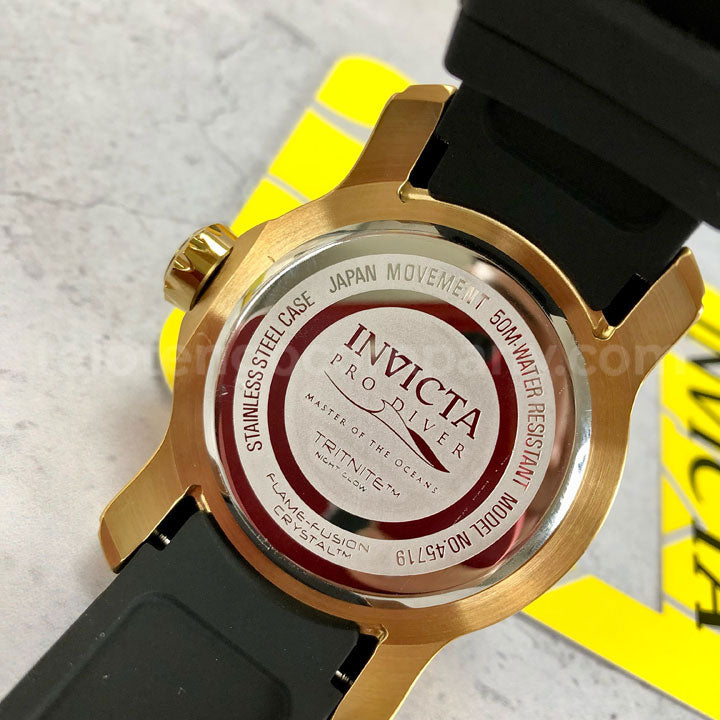 STAINLESS STEEL CASE JAPAN MOVEMENT 50M-WATER RESISTANT MODEL NO.45719
INVICTA
PRO DIVER
MASTER OF THE OCEANS
TRITNITE™
NIGHT GLOW
FLAME-FUSION
CRYSTAL™